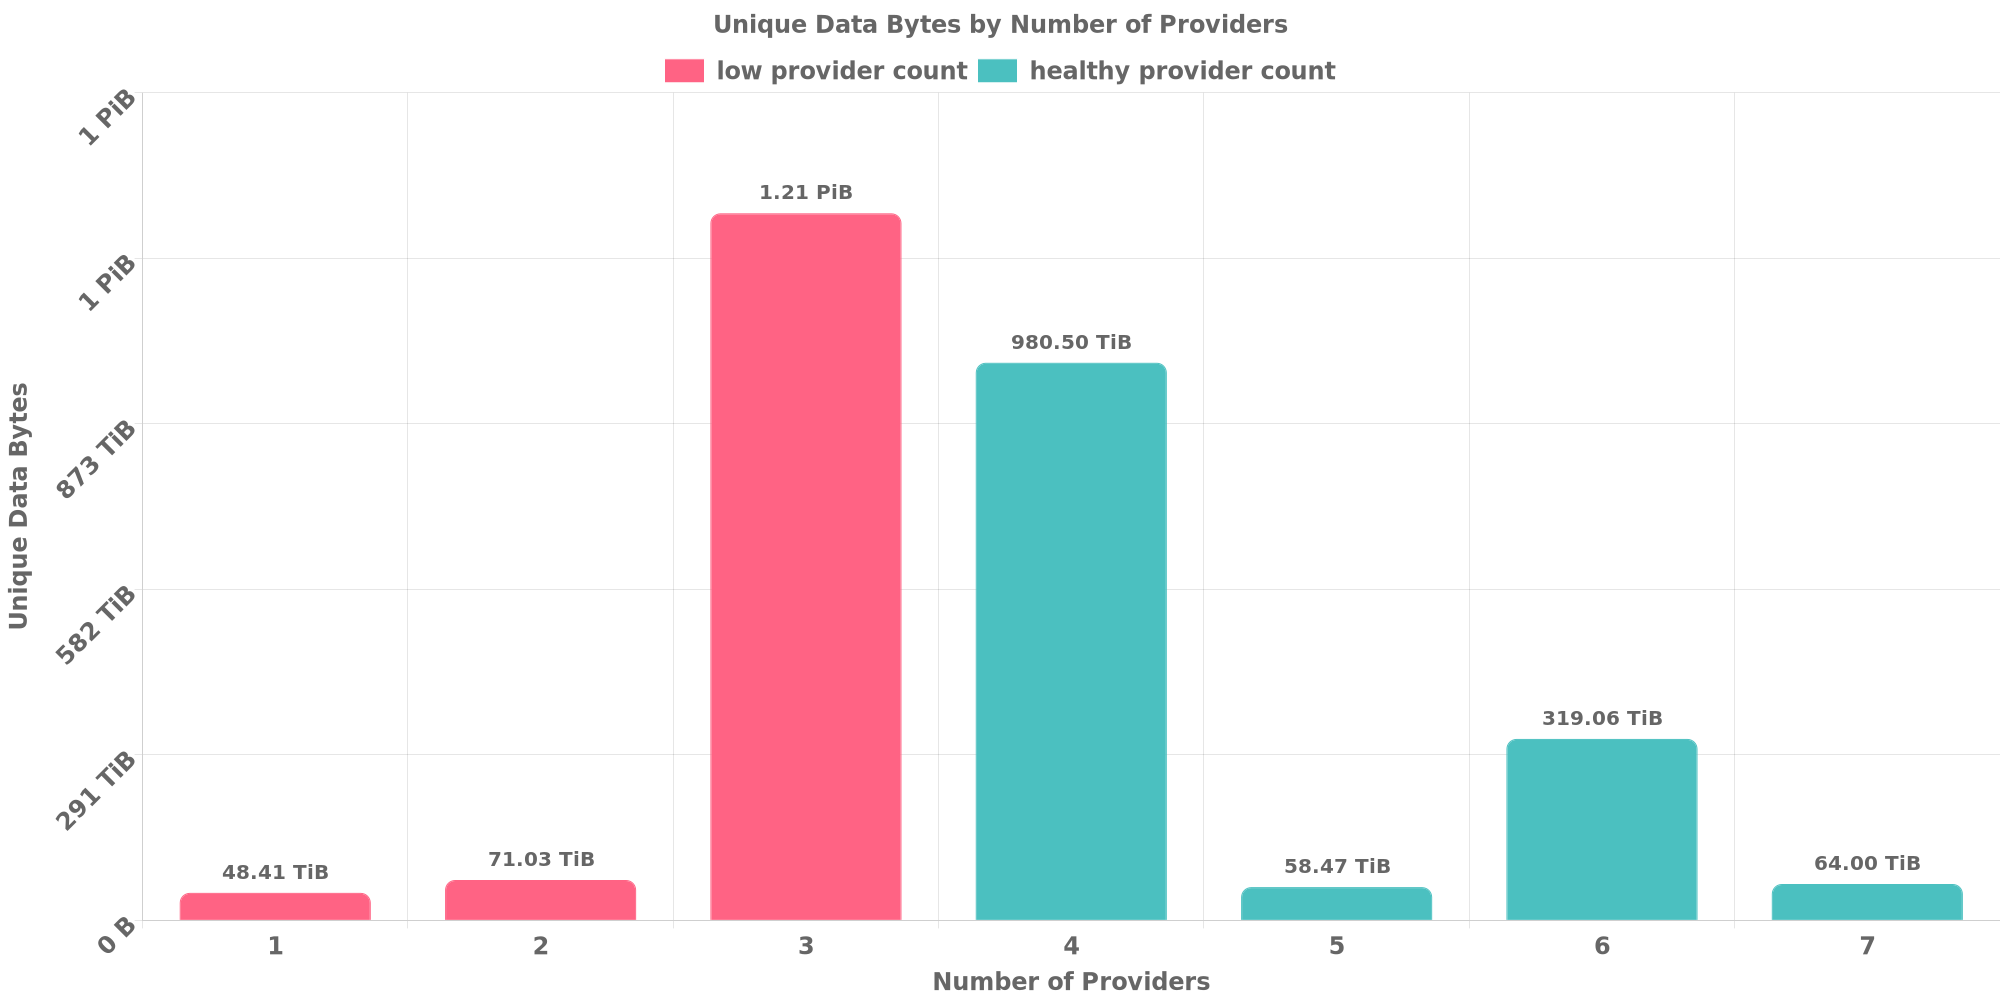 Unique Data Bytes by Number of Providers
low provider count healthy provider count
1 PiB
1 PiB
873 TiB
582 TiB
291 TiB
0 B
Unique Data Bytes
48.41 TiB
71.03 TiB
1.21 PiB
980.50 TiB
58.47 TiB
319.06 TiB
64.00 TiB
1 2 3 4 5 6 7
Number of Providers